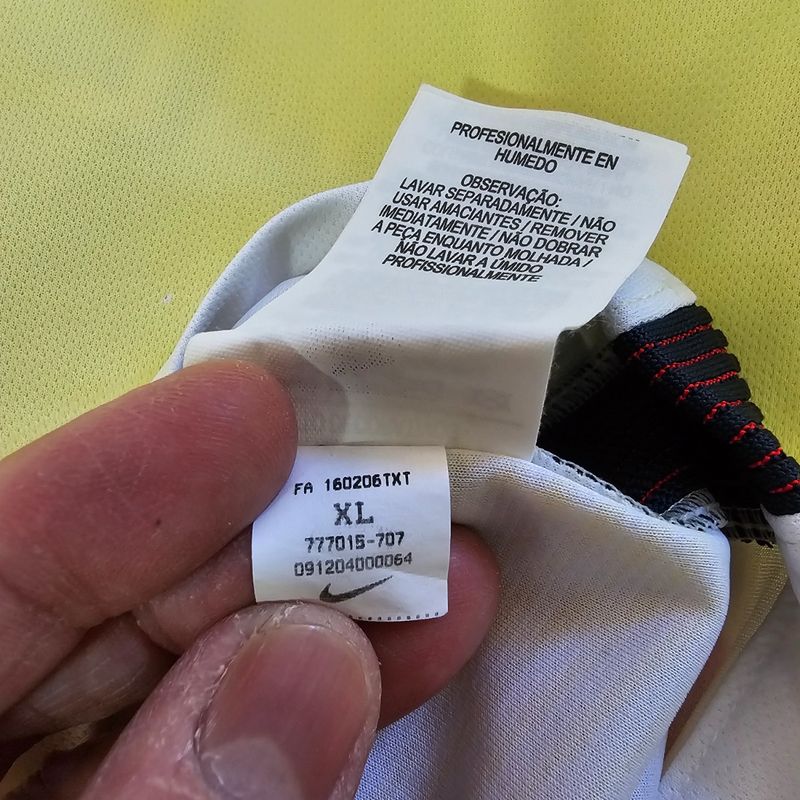 PROFESIONALMENTE EN
HUMEDO
OBSERVAÇÃO:
LAVAR SEPARADAMENTE / NÃO
USAR AMACIANTES / REMOVER
IMEDIATAMENTE / NÃO DOBRAR
A PEÇA ENQUANTO MOLHADA /
NÃO LAVAR A ÚMIDO
PROFISSIONALMENTE
FA 160206TXT
XL
777015-707
091204000064